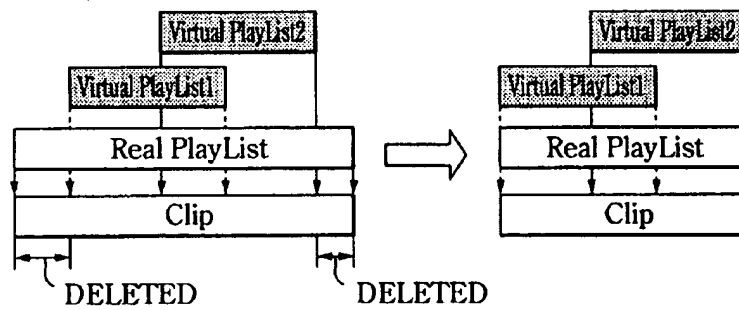 Virtual PlayList2
Virtual PlayList1
Real PlayList
Clip
DELETED
DELETED
Virtual PlayList2
Virtual PlayList1
Real PlayList
Clip